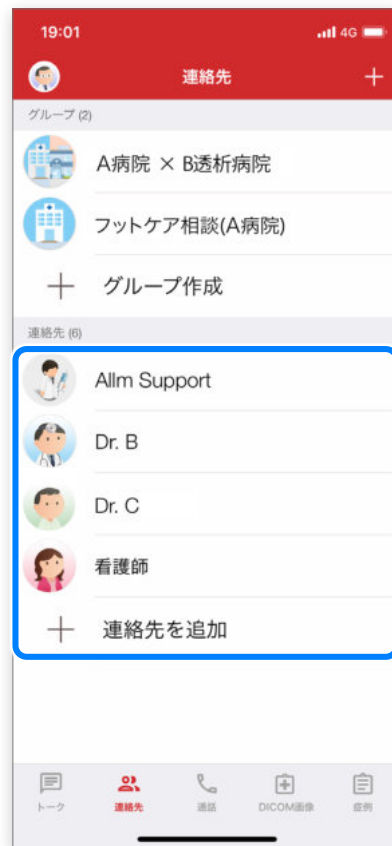 19:01
4G
連絡先
+
グループ (2)
A病院 × B透析病院
フットケア相談(A病院)
+ グループ作成
連絡先 (6)
Allm Support
Dr. B
Dr. C
看護師
+ 連絡先を追加
トーク 連絡先 通話 DICOM画像 症例